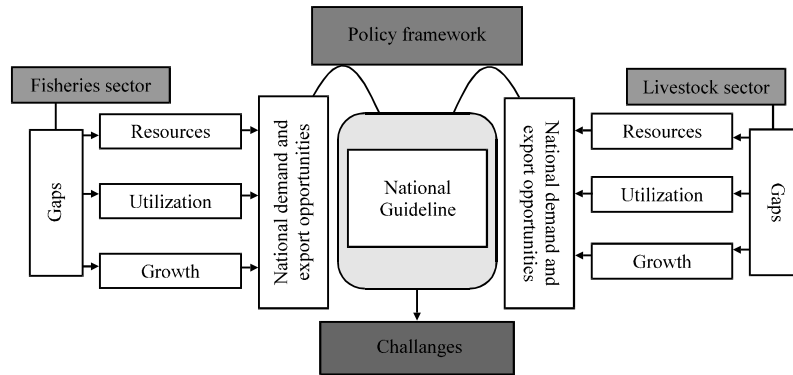 Policy framework
Fisheries sector
Livestock sector
Gaps
Resources
Utilization
Growth
National demand and
export opportunities
National
Guideline
National demand and
export opportunities
Resources
Utilization
Growth
Gaps
Challanges